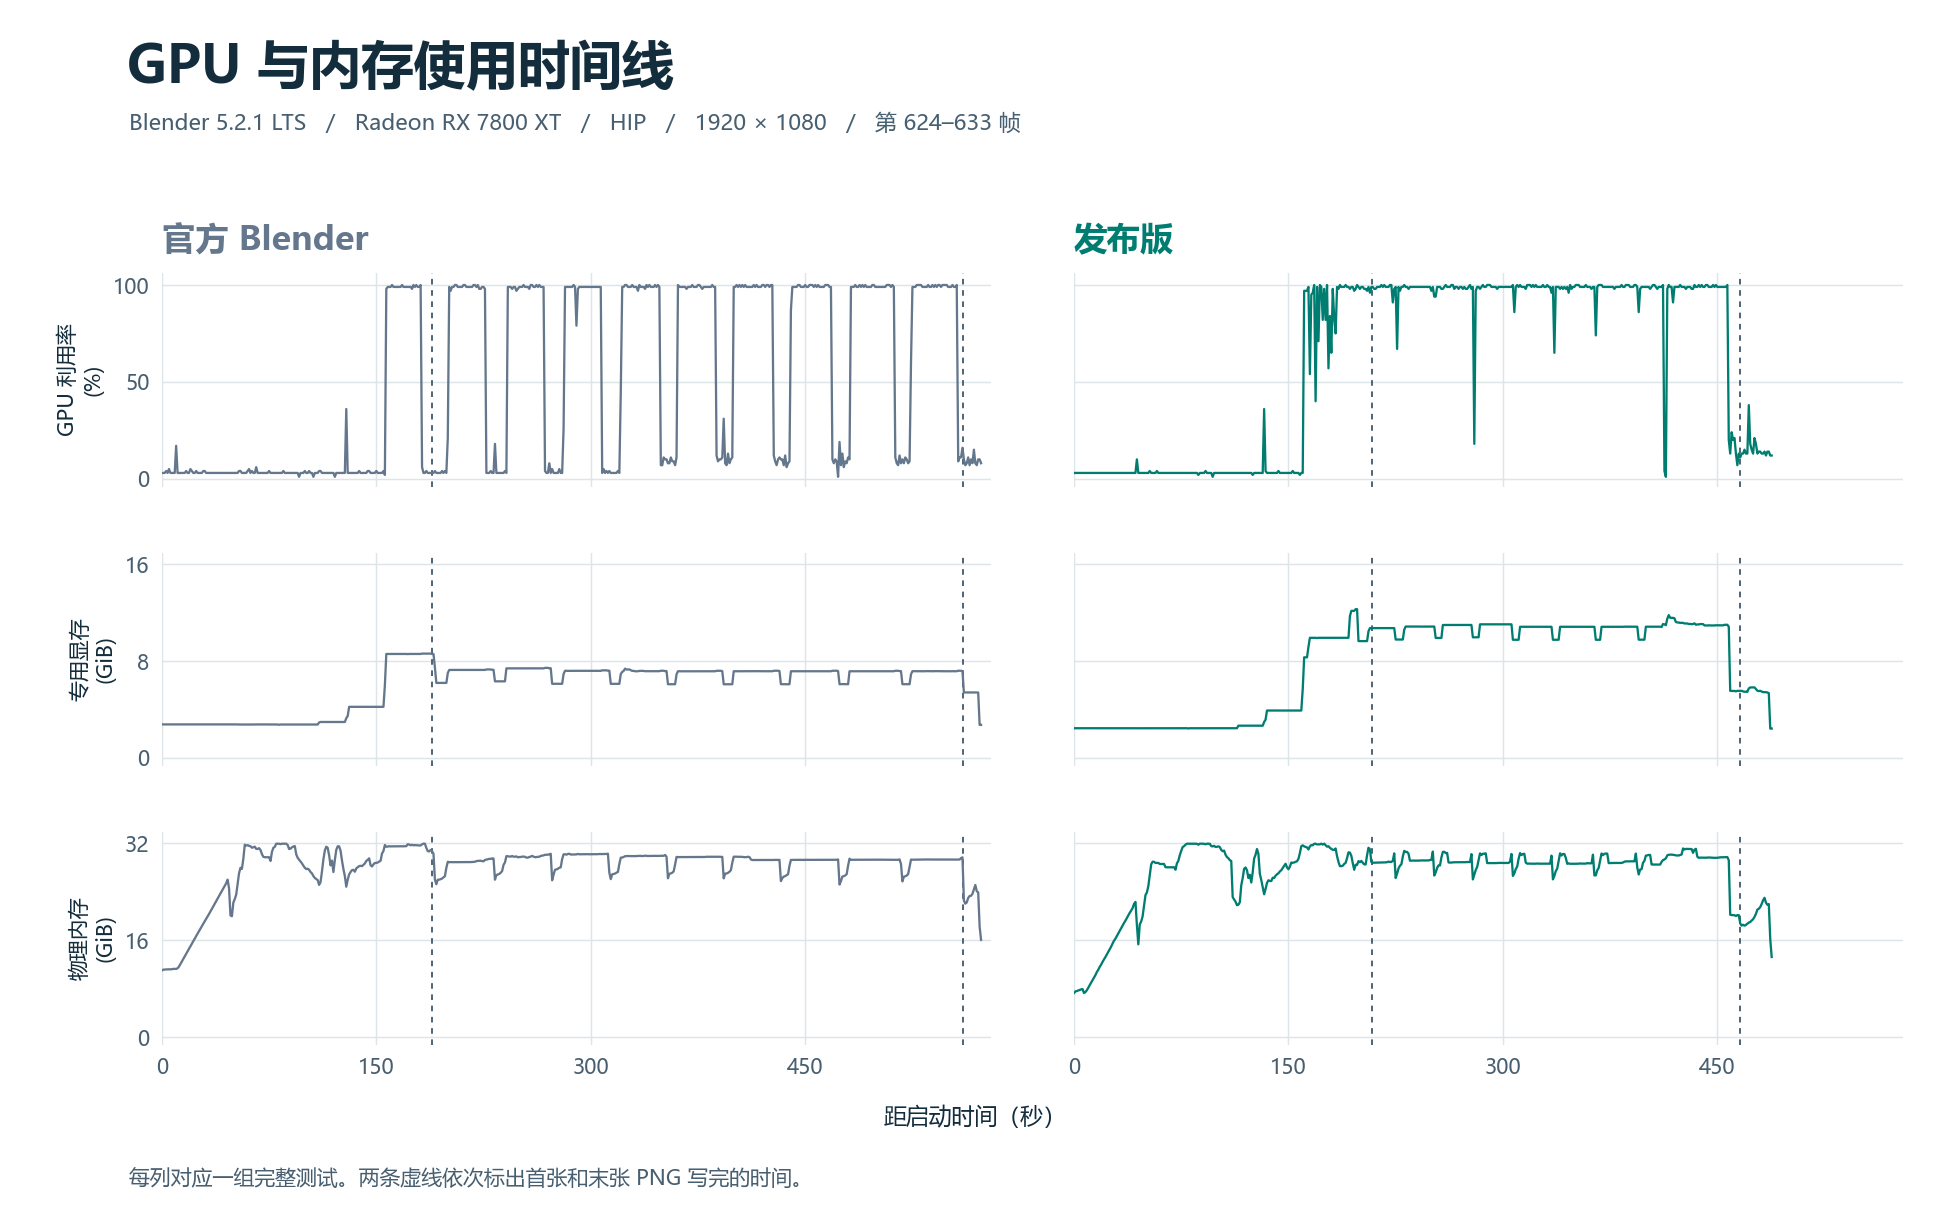 GPU 与内存使用时间线
Blender 5.2.1 LTS / Radeon RX 7800 XT / HIP / 1920 × 1080 / 第 624–633 帧
官方 Blender
发布版
GPU 利用率
(%)
100
50
0
专用显存
(GiB)
16
8
0
物理内存
(GiB)
32
16
0
0 150 300 450
0 150 300 450
距启动时间（秒）
每列对应一组完整测试。两条虚线依次标出首张和末张 PNG 写完的时间。